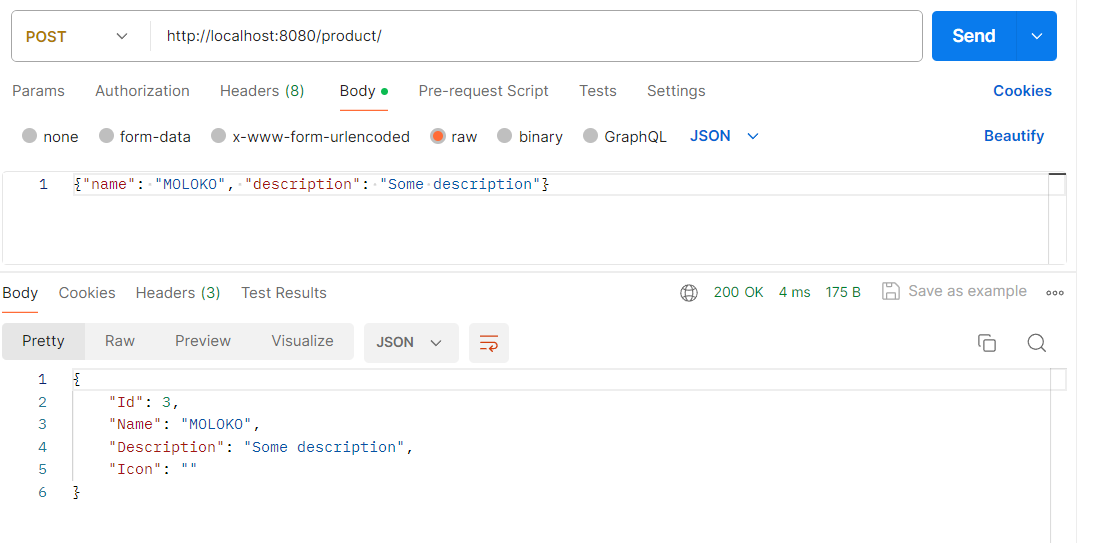 POST http://localhost:8080/product/ Send
Params Authorization Headers (8) Body Pre-request Script Tests Settings Cookies
none form-data x-www-form-urlencoded raw binary GraphQL JSON Beautify
1 {"name": "MOLOKO", "description": "Some description"}
Body Cookies Headers (3) Test Results 200 OK 4 ms 175 B Save as example
Pretty Raw Preview Visualize JSON
1 {
2 "Id": 3,
3 "Name": "MOLOKO",
4 "Description": "Some description",
5 "Icon": ""
6 }